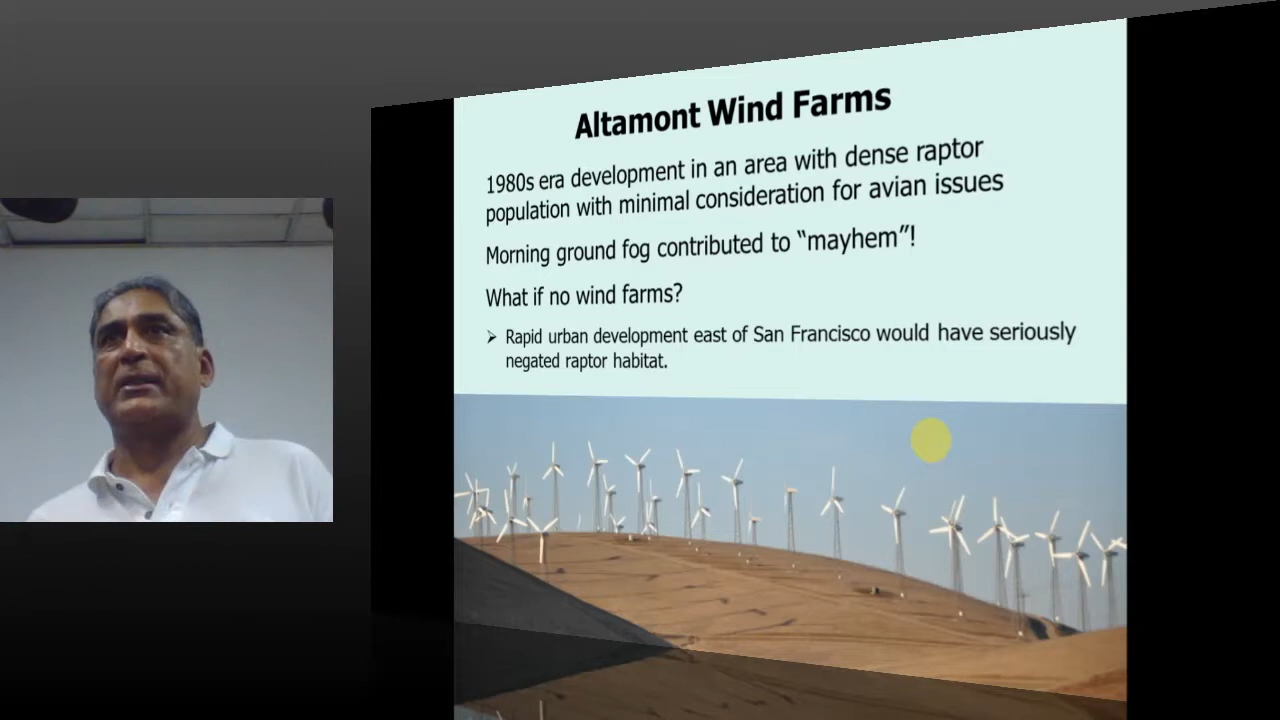 Altamont Wind Farms
1980s era development in an area with dense raptor
population with minimal consideration for avian issues
Morning ground fog contributed to “mayhem”!
What if no wind farms?
➢ Rapid urban development east of San Francisco would have seriously
negated raptor habitat.